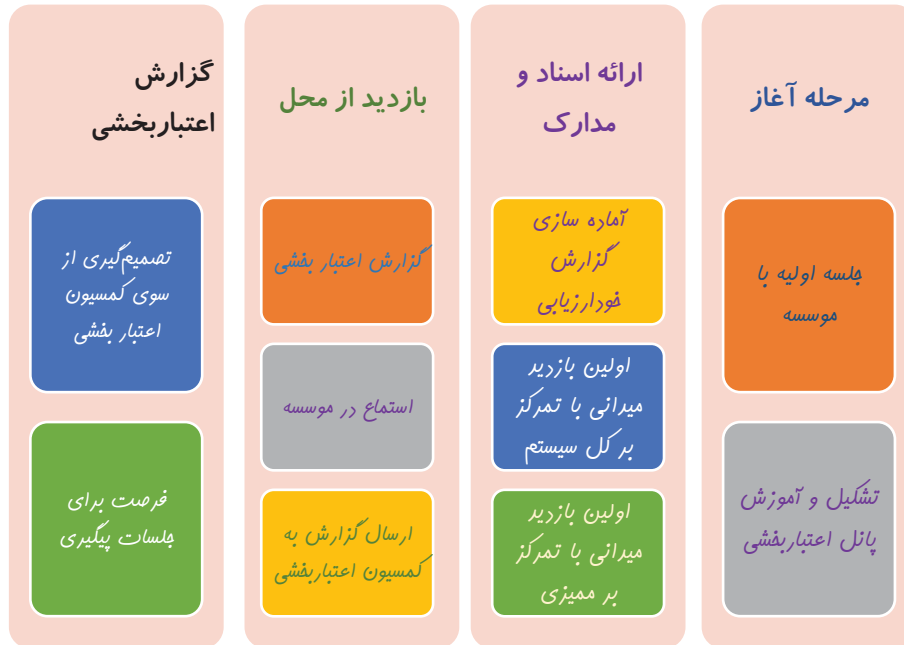 مرحله آغاز
جلسه اولیه با
موسسه
تشکیل و آموزش
پانل اعتباربخشی
ارائه اسناد و
مدارک
آماده سازی
گزارش
خودارزیابی
اولین بازدید
میدانی با تمرکز
بر کل سیستم
اولین بازدید
میدانی با تمرکز
بر ممیزی
بازدید از محل
گزارش اعتبار بخشی
استماع در موسسه
ارسال گزارش به
کمسیون اعتباربخشی
گزارش
اعتباربخشی
تصمیم‌گیری از
سوی کمسیون
اعتبار بخشی
فرصت برای
جلسات پیگیری